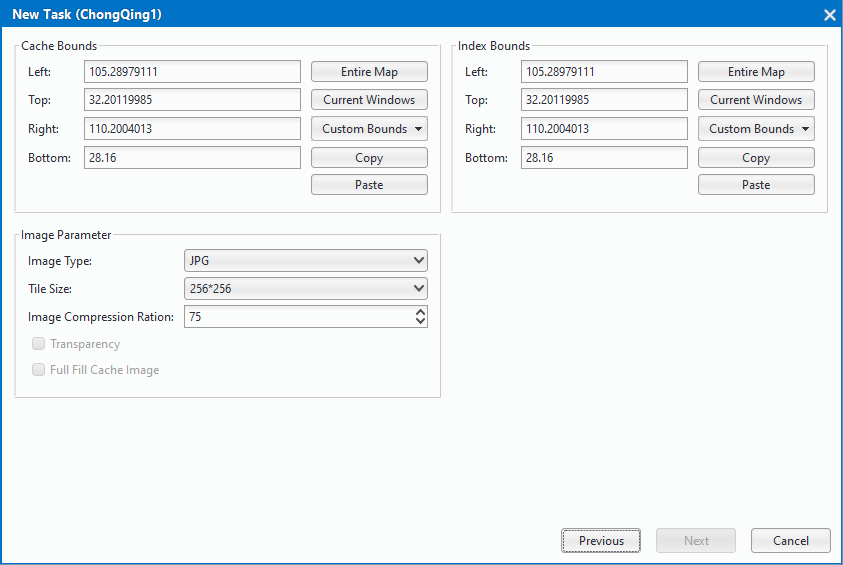 New Task (ChongQing1)
Cache Bounds
Left: 105.28979111 Entire Map
Top: 32.20119985 Current Windows
Right: 110.2004013 Custom Bounds
Bottom: 28.16 Copy
Paste
Index Bounds
Left: 105.28979111 Entire Map
Top: 32.20119985 Current Windows
Right: 110.2004013 Custom Bounds
Bottom: 28.16 Copy
Paste
Image Parameter
Image Type: JPG
Tile Size: 256*256
Image Compression Ration: 75
Transparency
Full Fill Cache Image
Previous Next Cancel